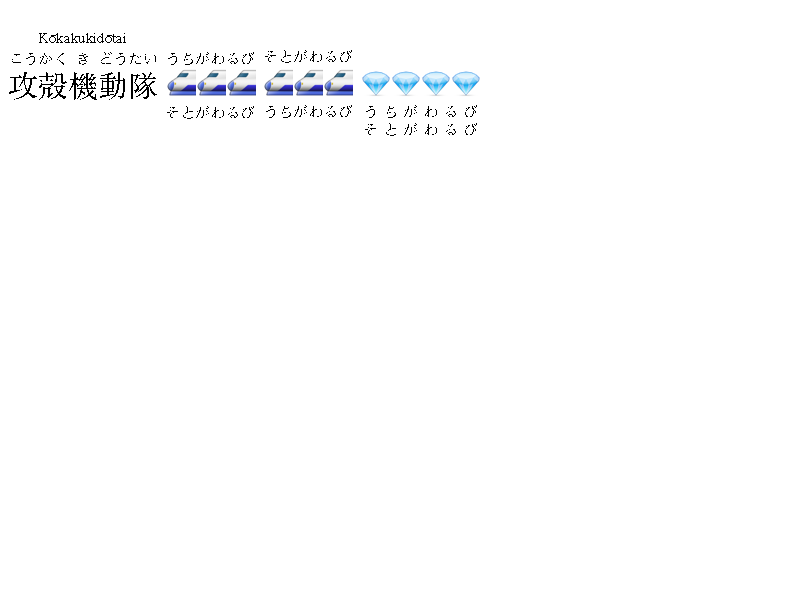 Kōkakukidōtai
こうかく き どうたい うちがわるび そとがわるび
攻殻機動隊 🚄🚄🚄 🚄🚄🚄 💎💎💎💎
そとがわるび うちがわるび うちがわるび
そとがわるび